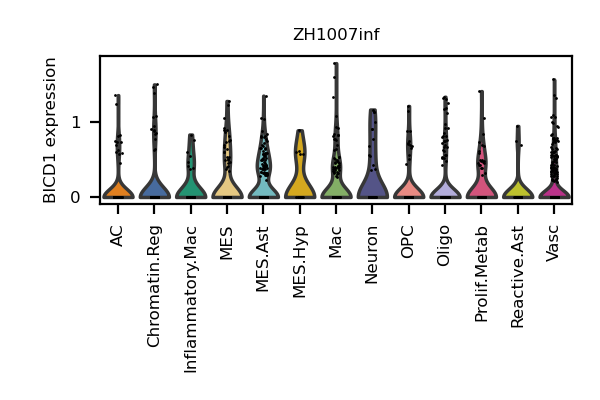 ZH1007inf
BICD1 expression
1
0
AC
Chromatin.Reg
Inflammatory.Mac
MES
MES.Ast
MES.Hyp
Mac
Neuron
OPC
Oligo
Prolif.Metab
Reactive.Ast
Vasc